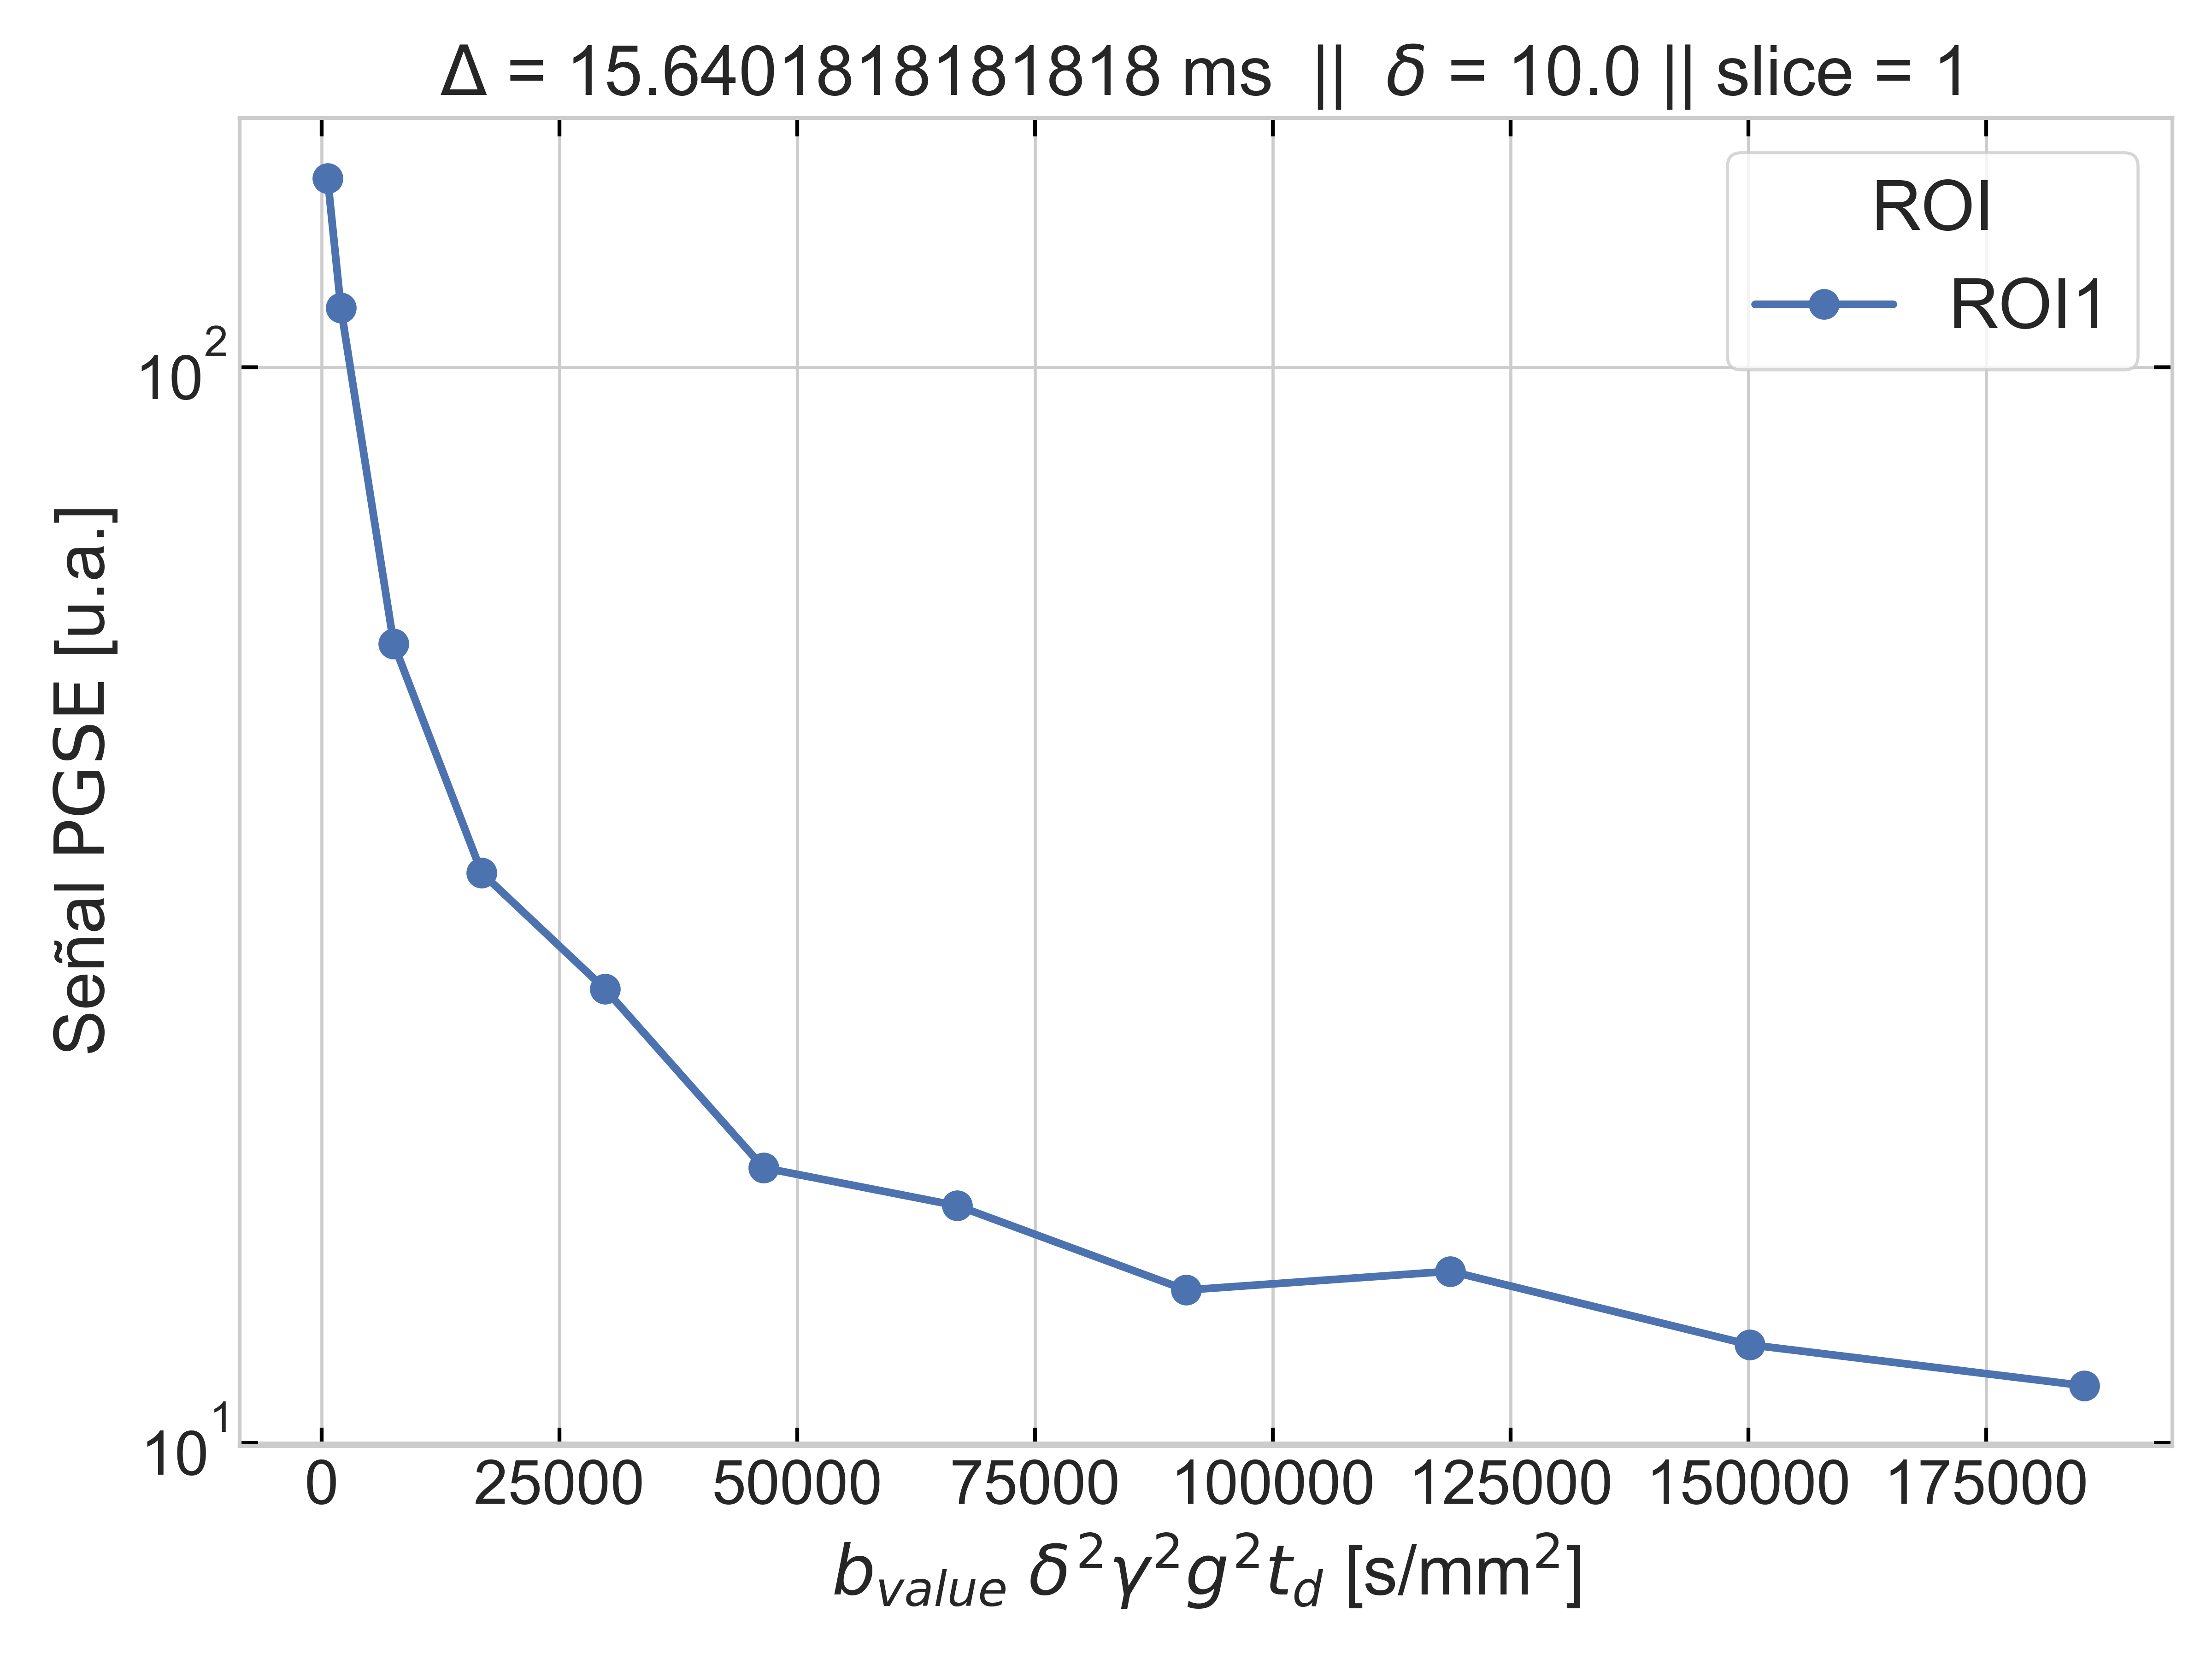 Δ = 15.640181818181818 ms || δ = 10.0 || slice = 1
ROI
ROI1
10²
10¹
Señal PGSE [u.a.]
0 25000 50000 75000 100000 125000 150000 175000
b_value δ²γ²g²t_d [s/mm²]